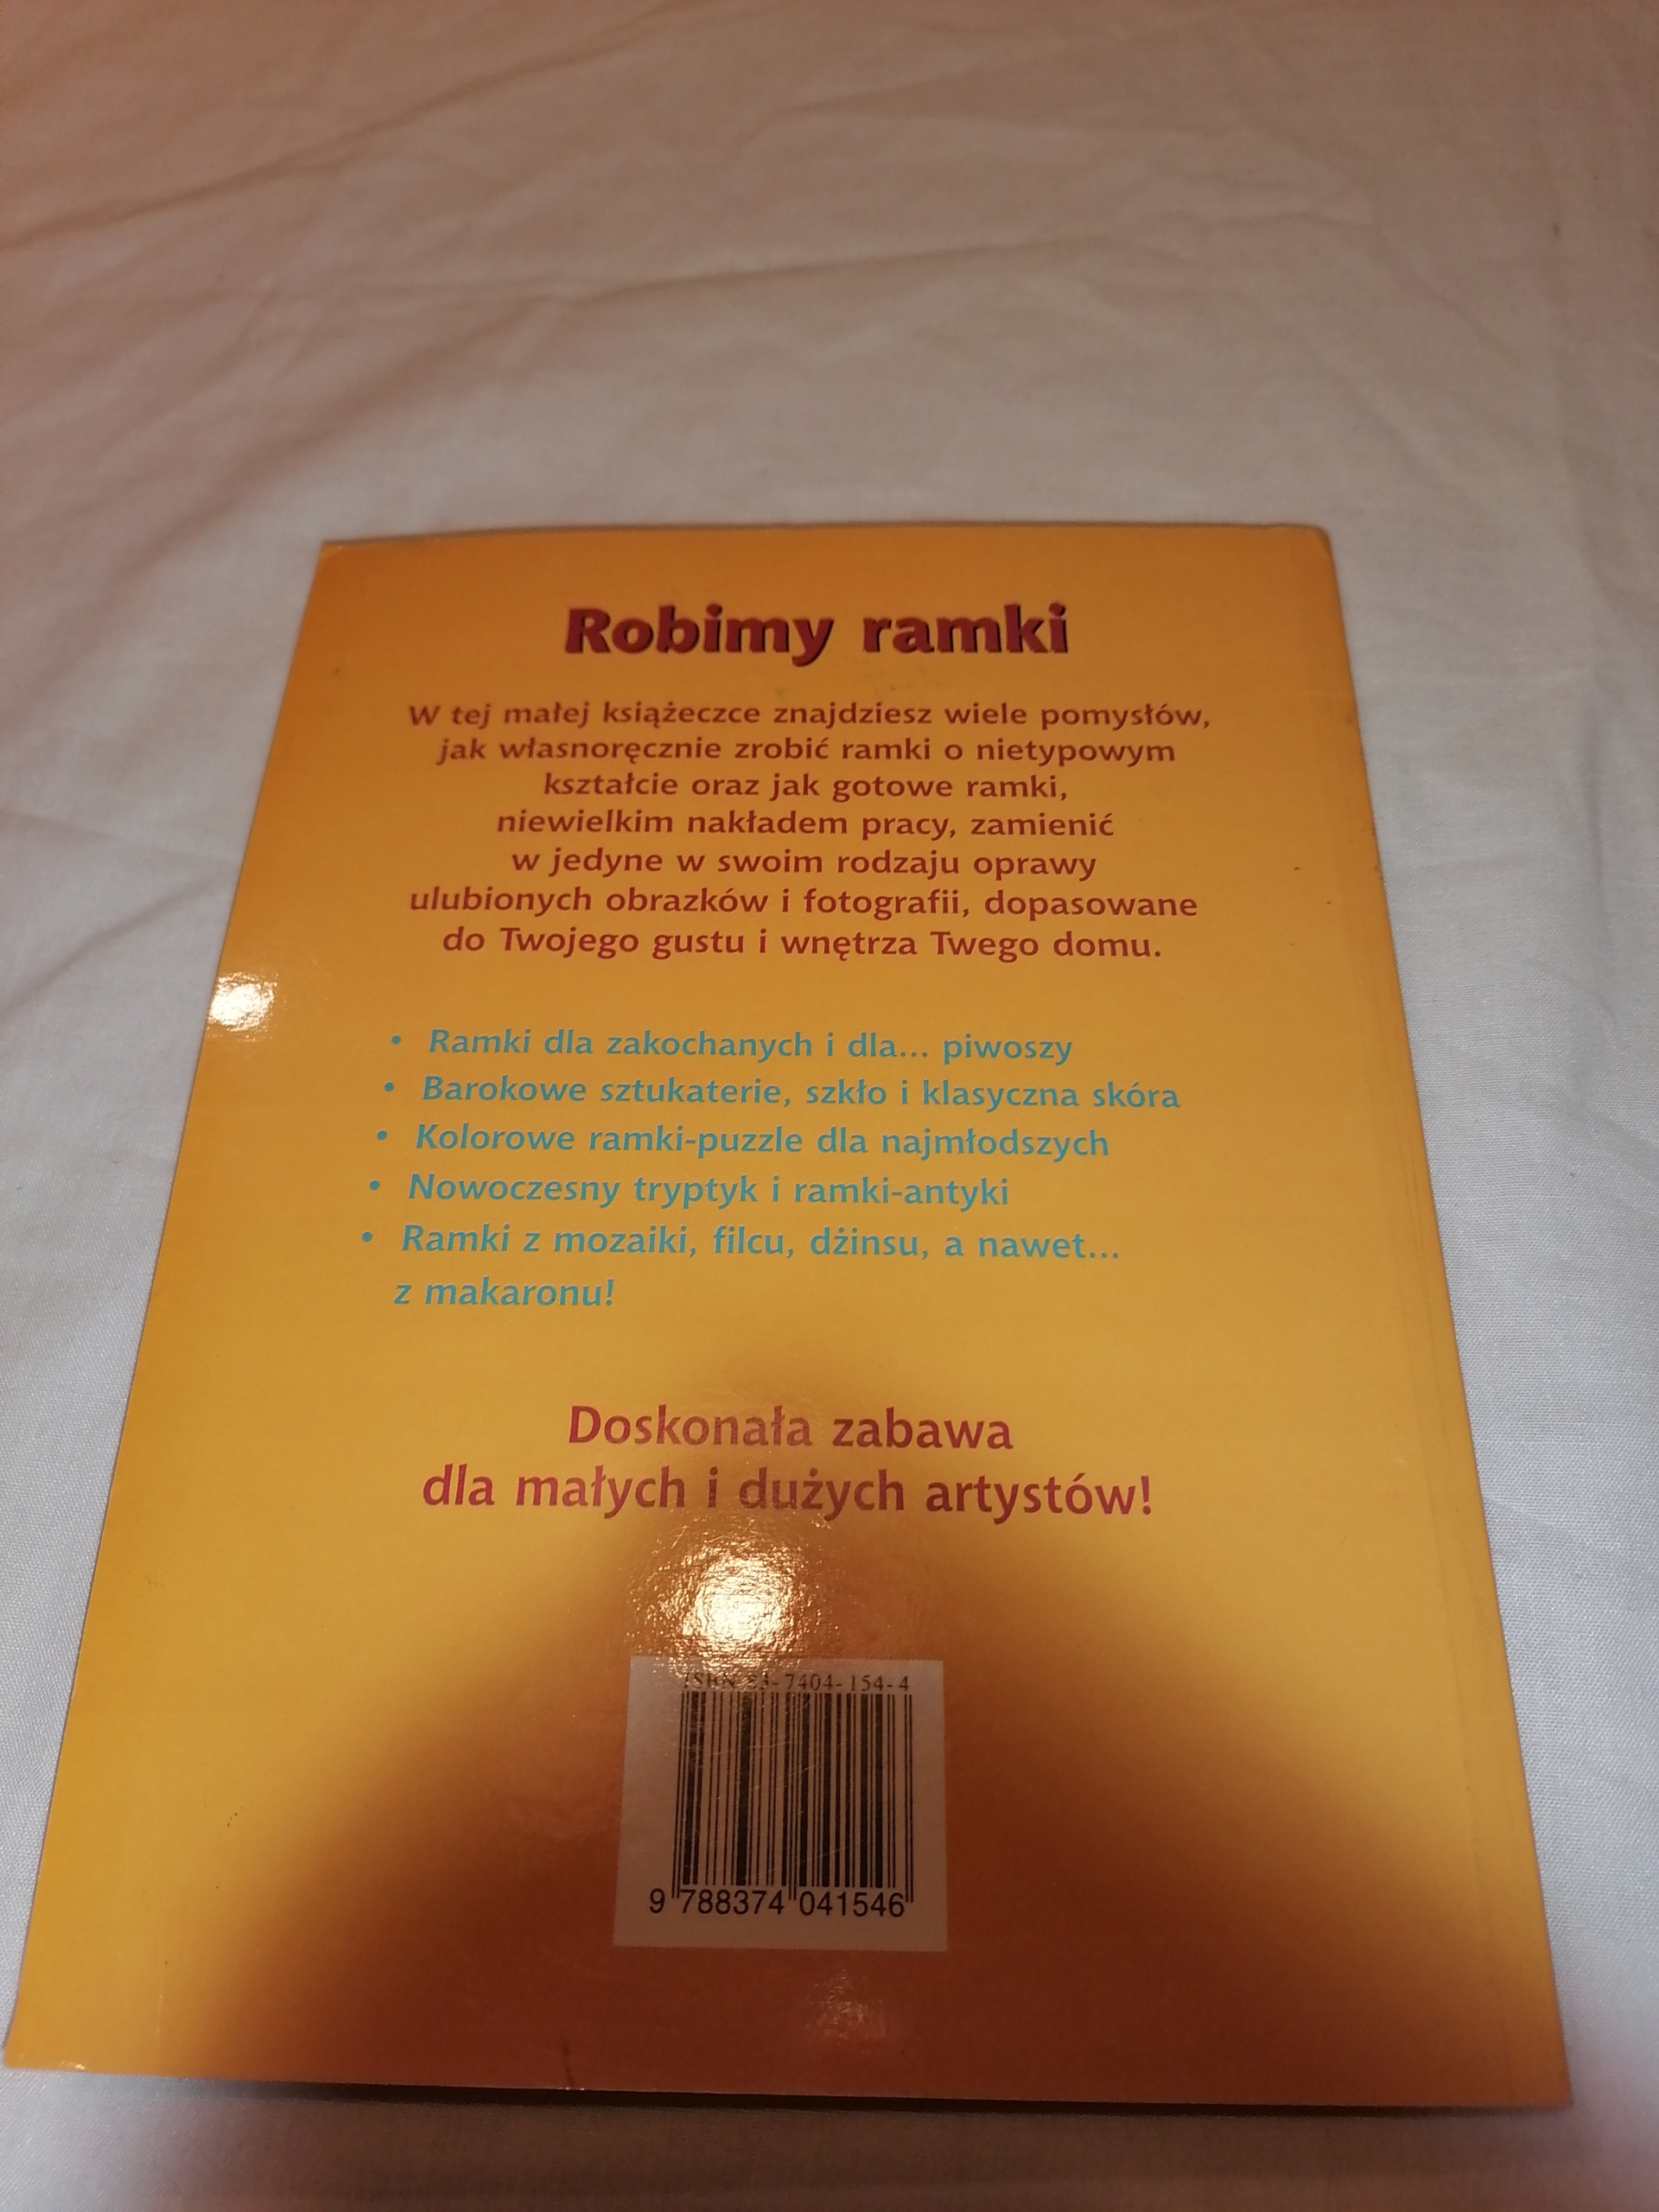 Robimy ramki
W tej małej książeczce znajdziesz wiele pomysłów,
jak własnoręcznie zrobić ramki o nietypowym
kształcie oraz jak gotowe ramki,
niewielkim nakładem pracy, zamienić
w jedyne w swoim rodzaju oprawy
ulubionych obrazków i fotografii, dopasowane
do Twojego gustu i wnętrza Twego domu.
• Ramki dla zakochanych i dla... piwoszy
• Barokowe sztukaterie, szkło i klasyczna skóra
• Kolorowe ramki-puzzle dla najmłodszych
• Nowoczesny tryptyk i ramki-antyki
• Ramki z mozaiki, filcu, dżinsu, a nawet...
z makaronu!
Doskonała zabawa
dla małych i dużych artystów!
ISBN 83-7404-154-4
9 788374 041546